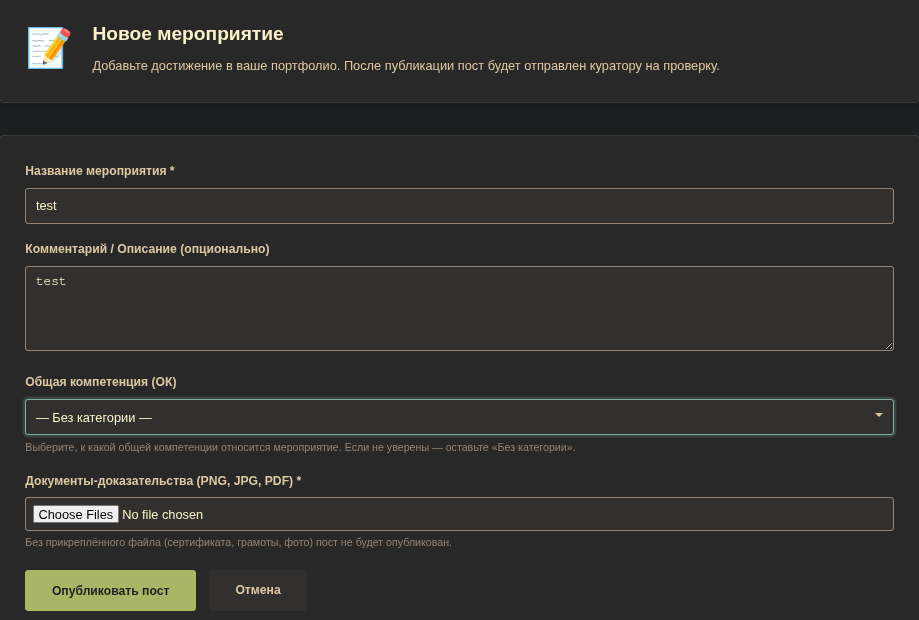 Новое мероприятие
Добавьте достижение в ваше портфолио. После публикации пост будет отправлен куратору на проверку.
Название мероприятия *
test
Комментарий / Описание (опционально)
test
Общая компетенция (ОК)
— Без категории —
Выберите, к какой общей компетенции относится мероприятие. Если не уверены — оставьте «Без категории».
Документы-доказательства (PNG, JPG, PDF) *
Choose Files No file chosen
Без прикреплённого файла (сертификата, грамоты, фото) пост не будет опубликован.
Опубликовать пост Отмена